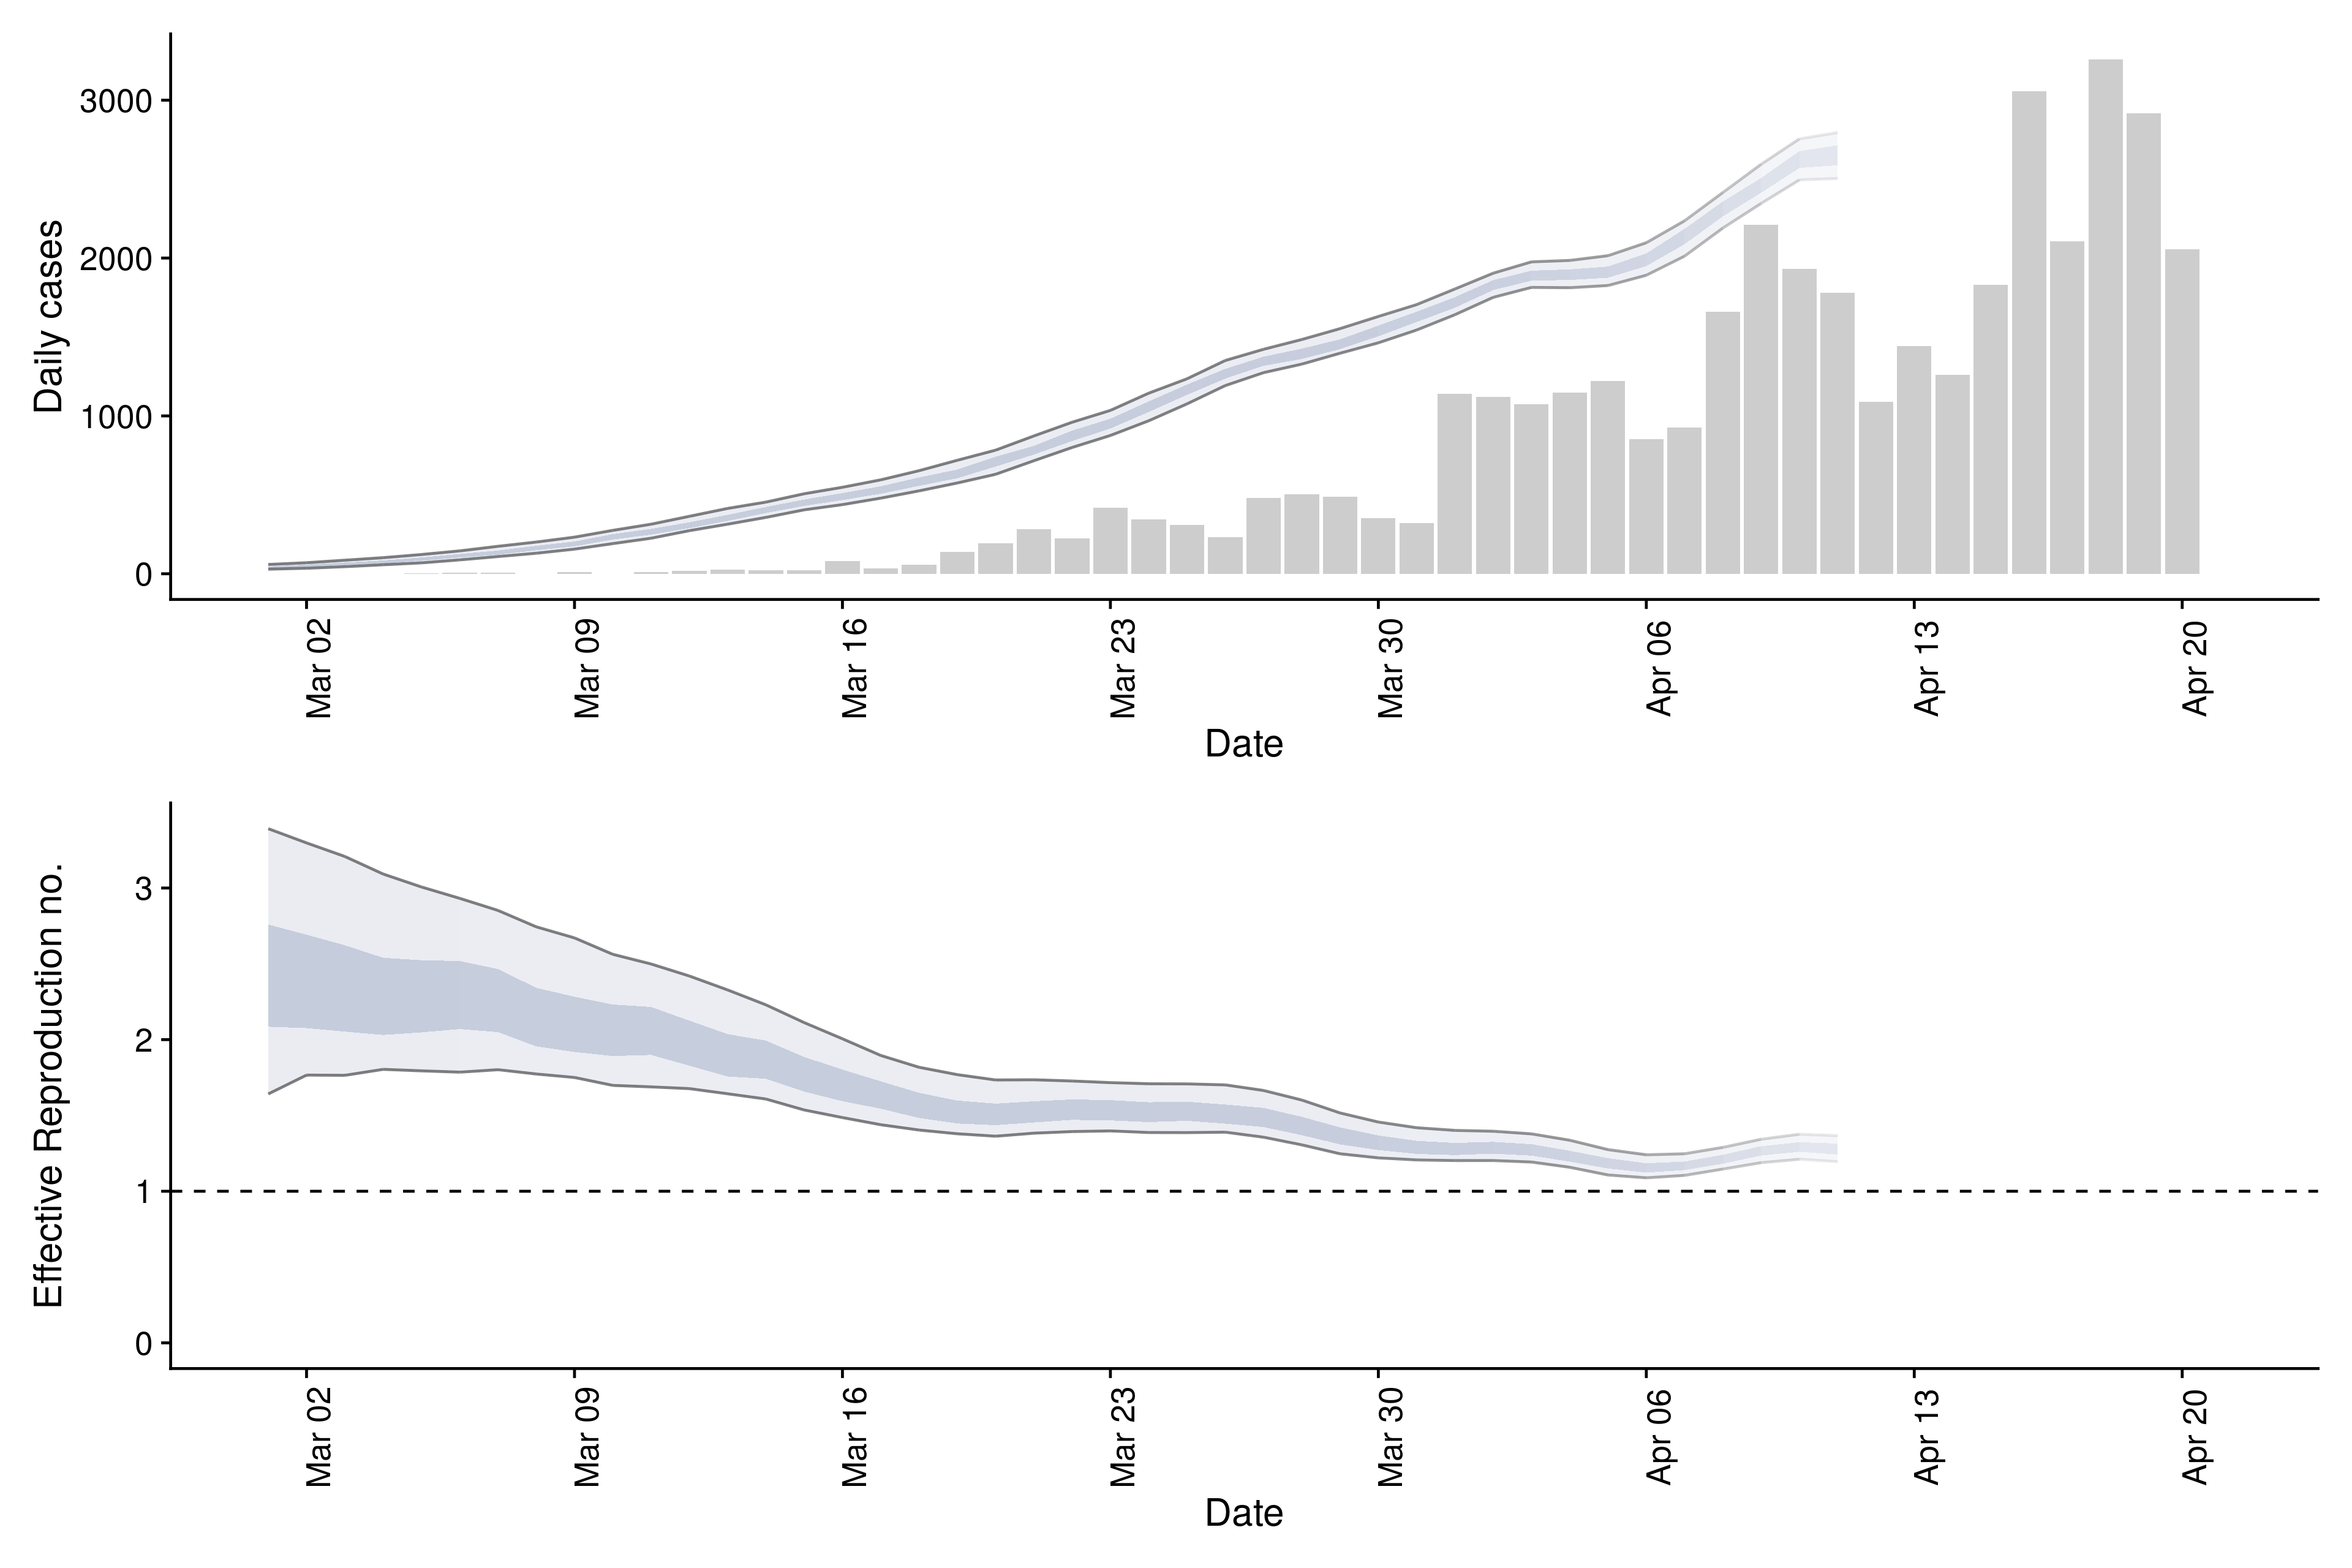 Daily cases
3000
2000
1000
0
Mar 02
Mar 09
Mar 16
Mar 23
Mar 30
Apr 06
Apr 13
Apr 20
Date
Effective Reproduction no.
3
2
1
0
Mar 02
Mar 09
Mar 16
Mar 23
Mar 30
Apr 06
Apr 13
Apr 20
Date